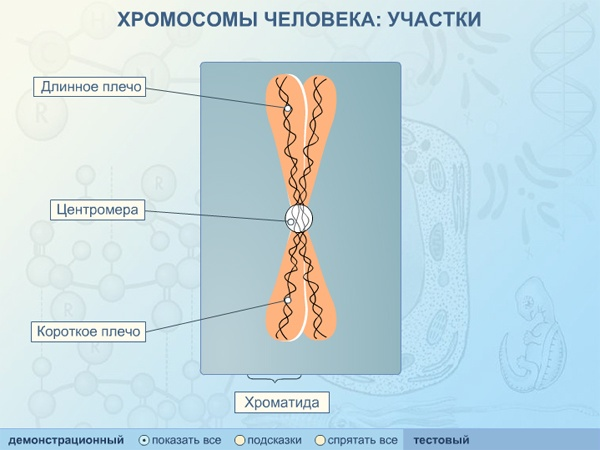 ХРОМОСОМЫ ЧЕЛОВЕКА: УЧАСТКИ
Длинное плечо
Центромера
Короткое плечо
Хроматида
демонстрационный показать все подсказки спрятать все тестовый
R
R
R
R